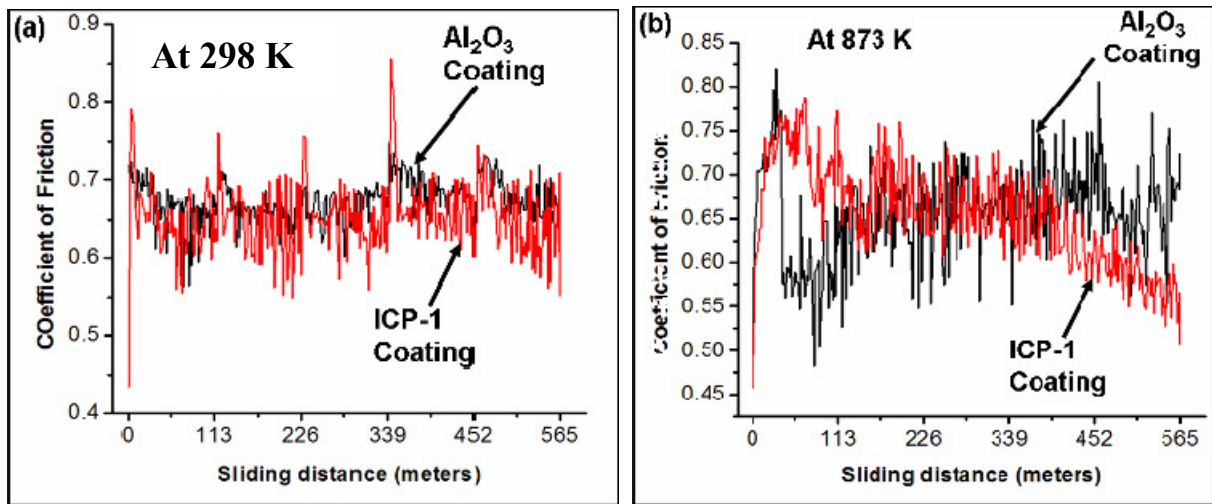 (a)
At 298 K
Al₂O₃
Coating
ICP-1
Coating
COefficient of Friction
0.9
0.8
0.7
0.6
0.5
0.4
0 113 226 339 452 565
Sliding distance (meters)
(b)
At 873 K
Al₂O₃
Coating
ICP-1
Coating
Coefficient of Friction
0.85
0.80
0.75
0.70
0.65
0.60
0.55
0.50
0.45
0 113 226 339 452 565
Sliding distance (meters)